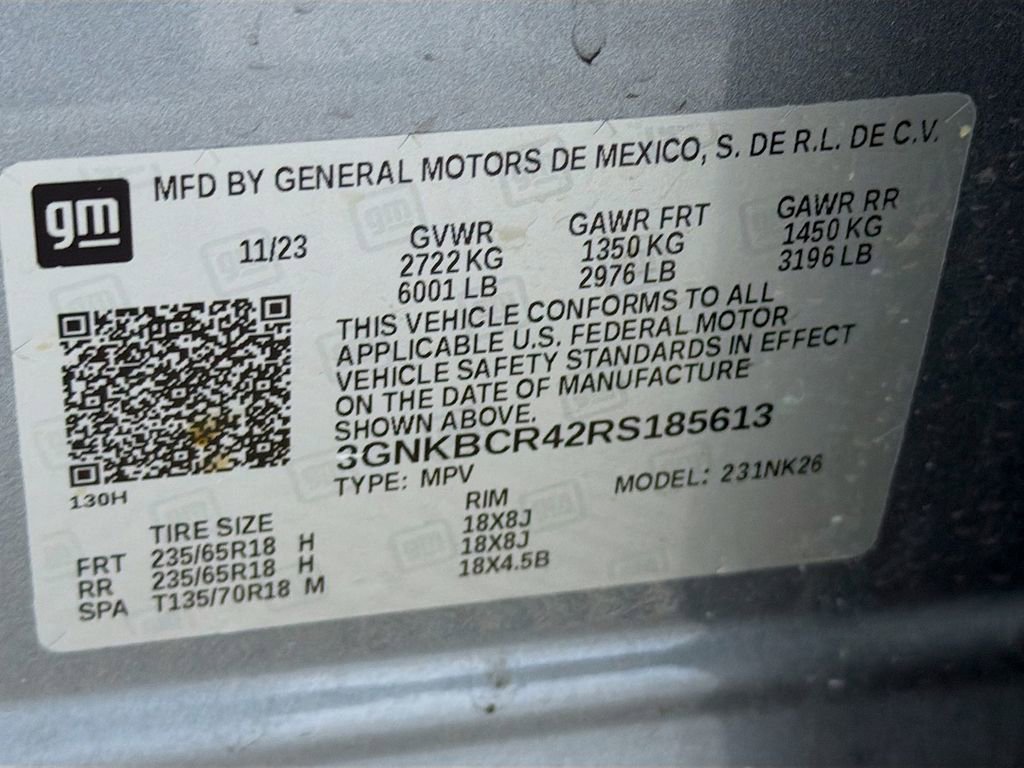 gm
MFD BY GENERAL MOTORS DE MEXICO, S. DE R.L. DE C.V.
11/23 GVWR GAWR FRT GAWR RR
2722 KG 1350 KG 1450 KG
6001 LB 2976 LB 3196 LB
THIS VEHICLE CONFORMS TO ALL
APPLICABLE U.S. FEDERAL MOTOR
VEHICLE SAFETY STANDARDS IN EFFECT
ON THE DATE OF MANUFACTURE
SHOWN ABOVE.
3GNKBCR42RS185613
TYPE: MPV MODEL: 231NK26
130H
TIRE SIZE RIM
FRT 235/65R18 H 18X8J
RR 235/65R18 H 18X8J
SPA T135/70R18 M 18X4.5B